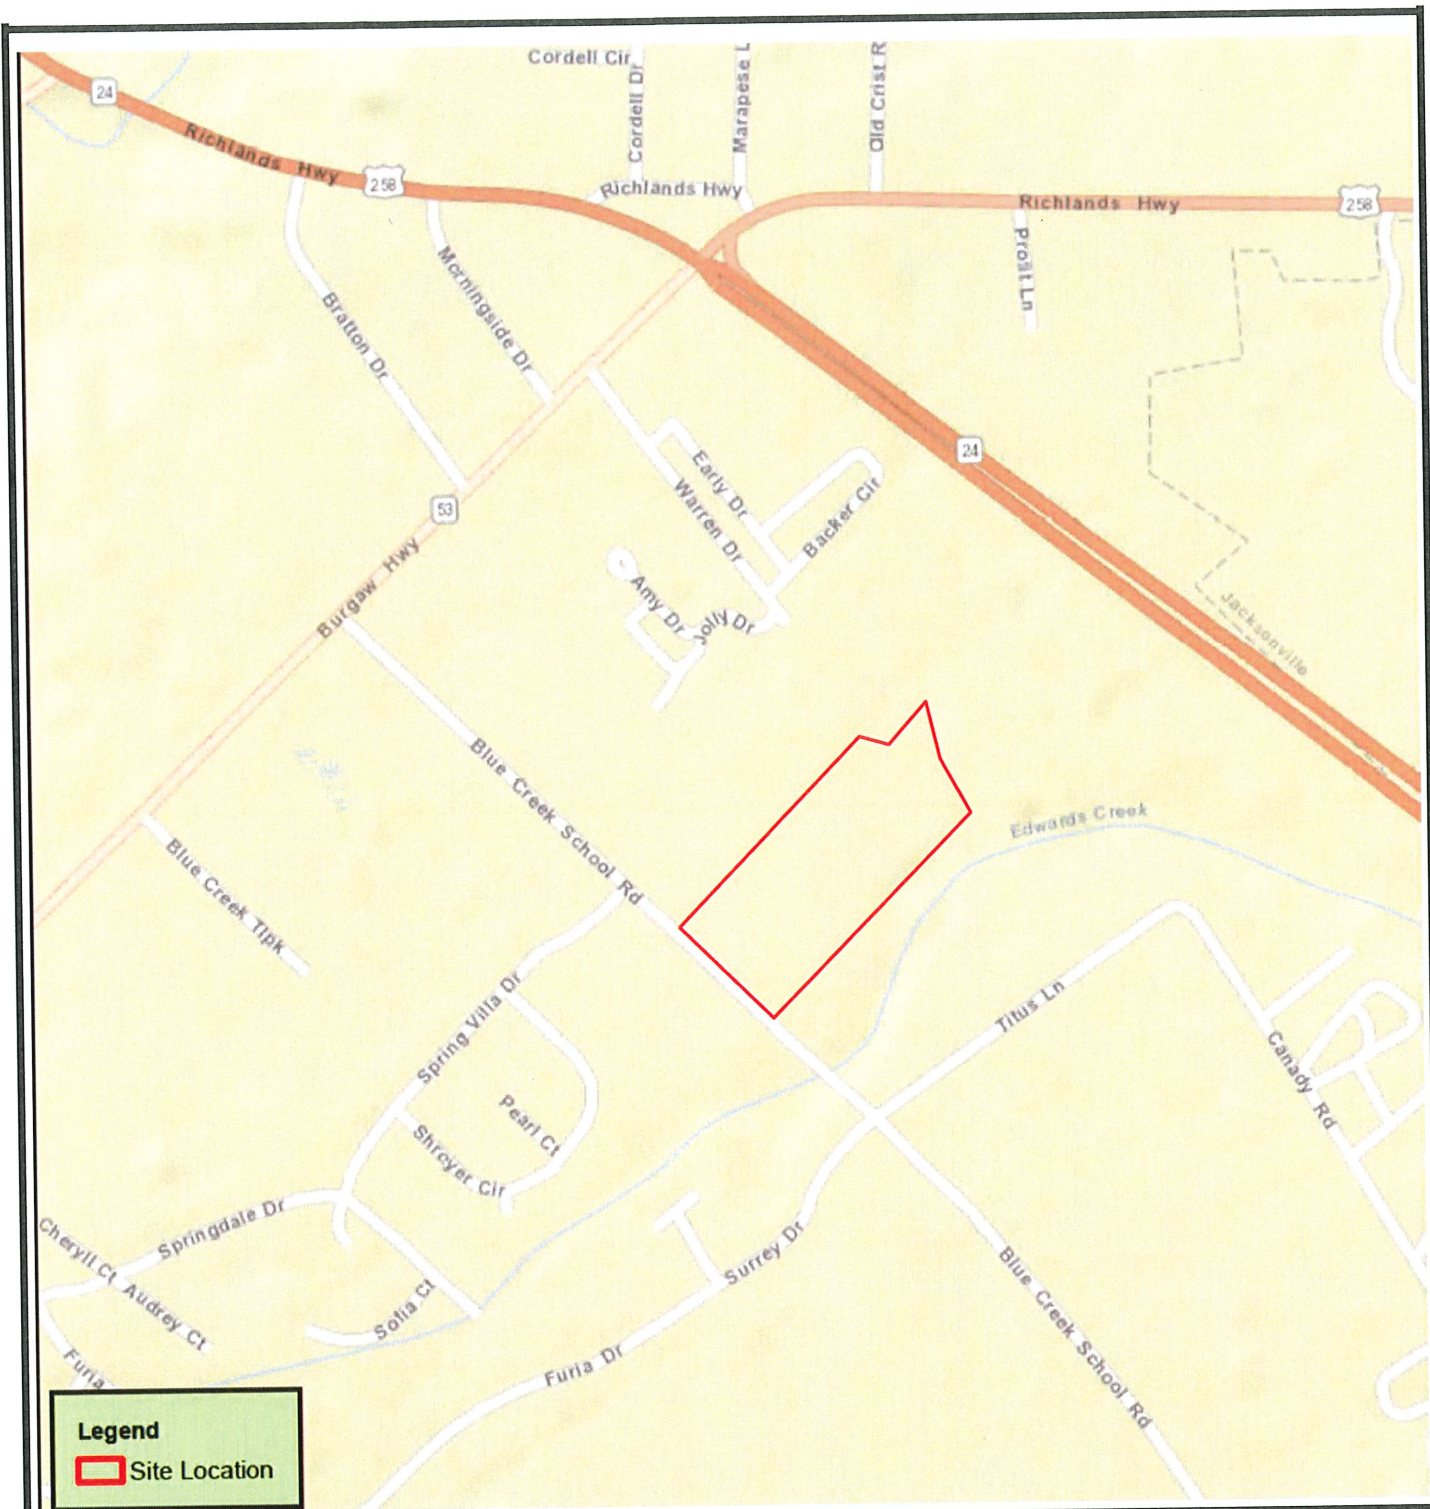 Cordell Cir
Cordell Dr
Marapese L
Old Crist R
24
Richlands Hwy
258
Richlands Hwy
Richlands Hwy
258
Prost Ln
Bratton Dr
Morningside Dr
Early Dr
Warren Dr
Backer Cir
24
53
Burgaw Hwy
Amy Dr
Jolly Dr
Jacksonville
Blue Creek School Rd
Edwards Creek
Blue Creek Tlpk
Spring Villa Dr
Titus Ln
Canady Rd
Pearl Ct
Shroyer Cir
Springdale Dr
Cheryll Ct
Audrey Ct
Sofia Ct
Surrey Dr
Blue Creek School Rd
Furia Dr
Furia
Legend
Site Location